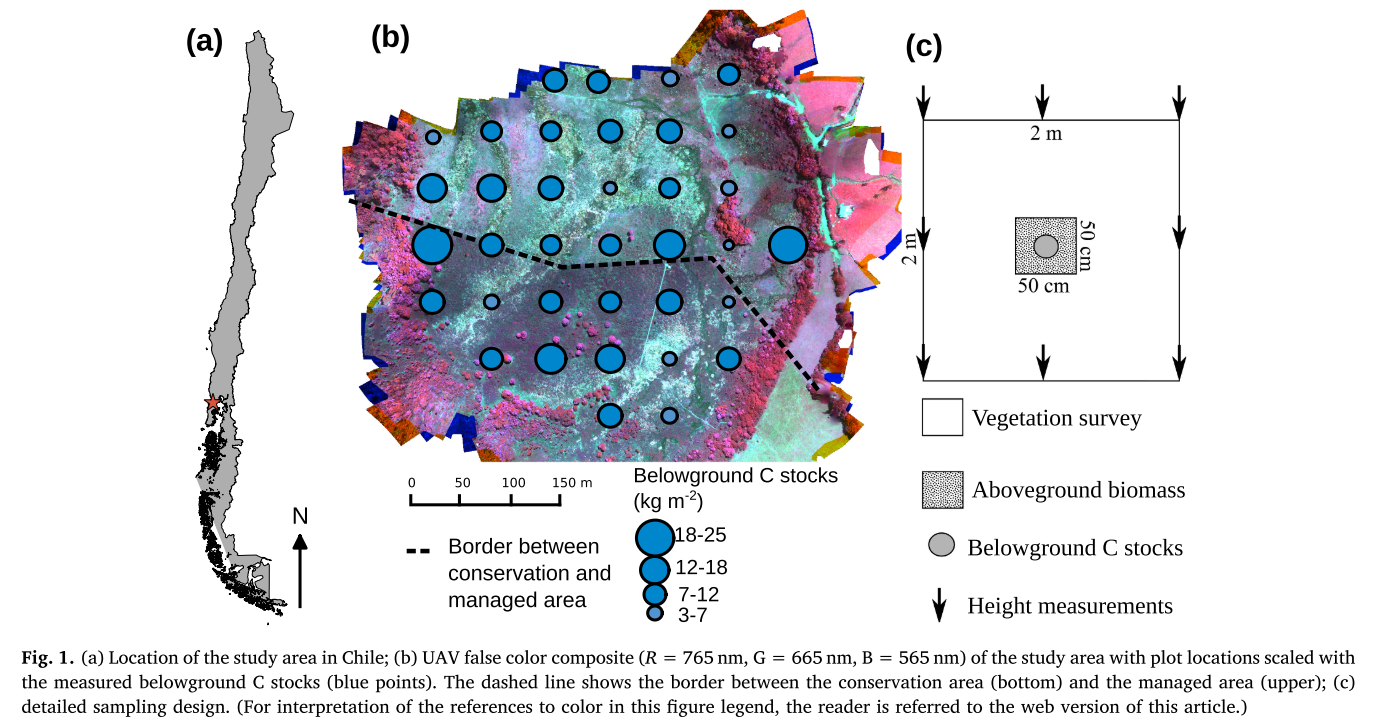 (a)
(b)
(c)
2 m
2 m
50 cm
50 cm
N
0 50 100 150 m
Border between
conservation and
managed area
Belowground C stocks
(kg m-2)
18-25
12-18
7-12
3-7
Vegetation survey
Aboveground biomass
Belowground C stocks
Height measurements
Fig. 1. (a) Location of the study area in Chile; (b) UAV false color composite (R = 765 nm, G = 665 nm, B = 565 nm) of the study area with plot locations scaled with
the measured belowground C stocks (blue points). The dashed line shows the border between the conservation area (bottom) and the managed area (upper); (c)
detailed sampling design. (For interpretation of the references to color in this figure legend, the reader is referred to the web version of this article.)